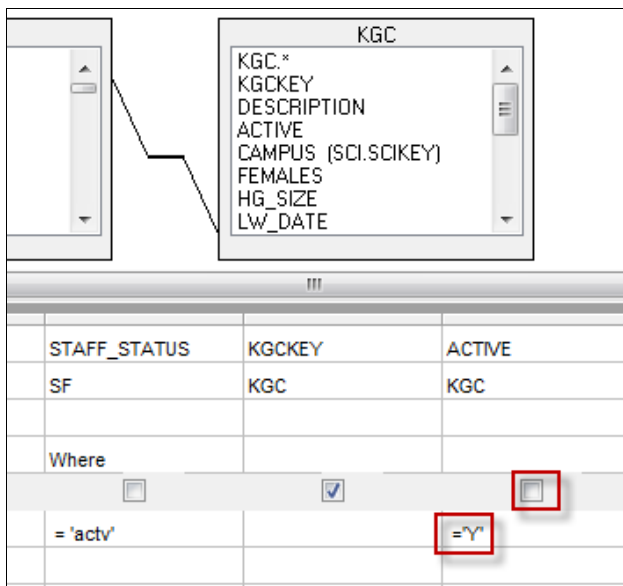 KGC
KGC.*
KGCKEY
DESCRIPTION
ACTIVE
CAMPUS (SCI.SCIKEY)
FEMALES
HG_SIZE
LW_DATE
STAFF_STATUS KGCKEY ACTIVE
SF KGC KGC
Where
= 'actv' ='Y'